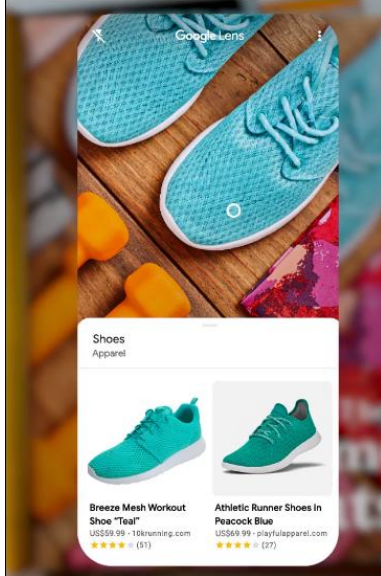 Google Lens
Shoes
Apparel
Breeze Mesh Workout
Shoe "Teal"
US$59.99 - 10krunning.com
(51)
Athletic Runner Shoes in
Peacock Blue
US$69.99 - playfulapparel.com
(27)